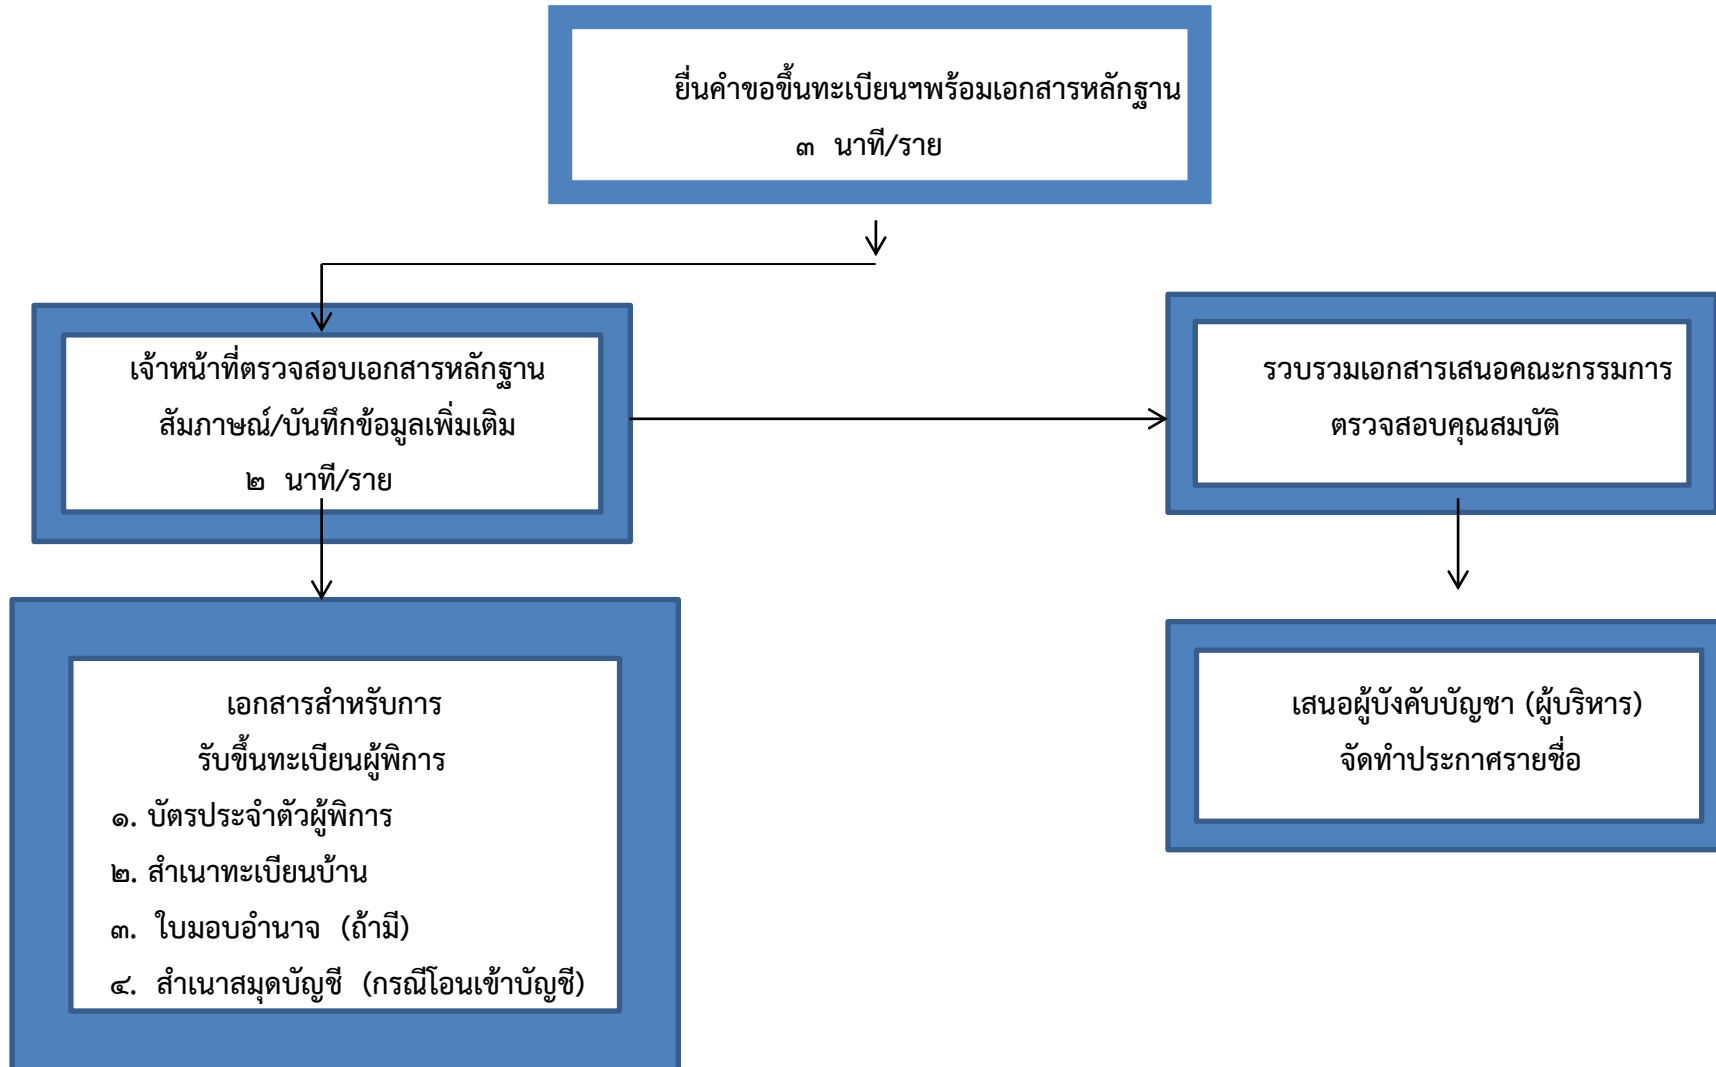 ยื่นคำขอขึ้นทะเบียนฯพร้อมเอกสารหลักฐาน
๓ นาที/ราย
เจ้าหน้าที่ตรวจสอบเอกสารหลักฐาน
สัมภาษณ์/บันทึกข้อมูลเพิ่มเติม
๒ นาที/ราย
รวบรวมเอกสารเสนอคณะกรรมการ
ตรวจสอบคุณสมบัติ
เอกสารสำหรับการ
รับขึ้นทะเบียนผู้พิการ
๑. บัตรประจำตัวผู้พิการ
๒. สำเนาทะเบียนบ้าน
๓. ใบมอบอำนาจ (ถ้ามี)
๔. สำเนาสมุดบัญชี (กรณีโอนเข้าบัญชี)
เสนอผู้บังคับบัญชา (ผู้บริหาร)
จัดทำประกาศรายชื่อ